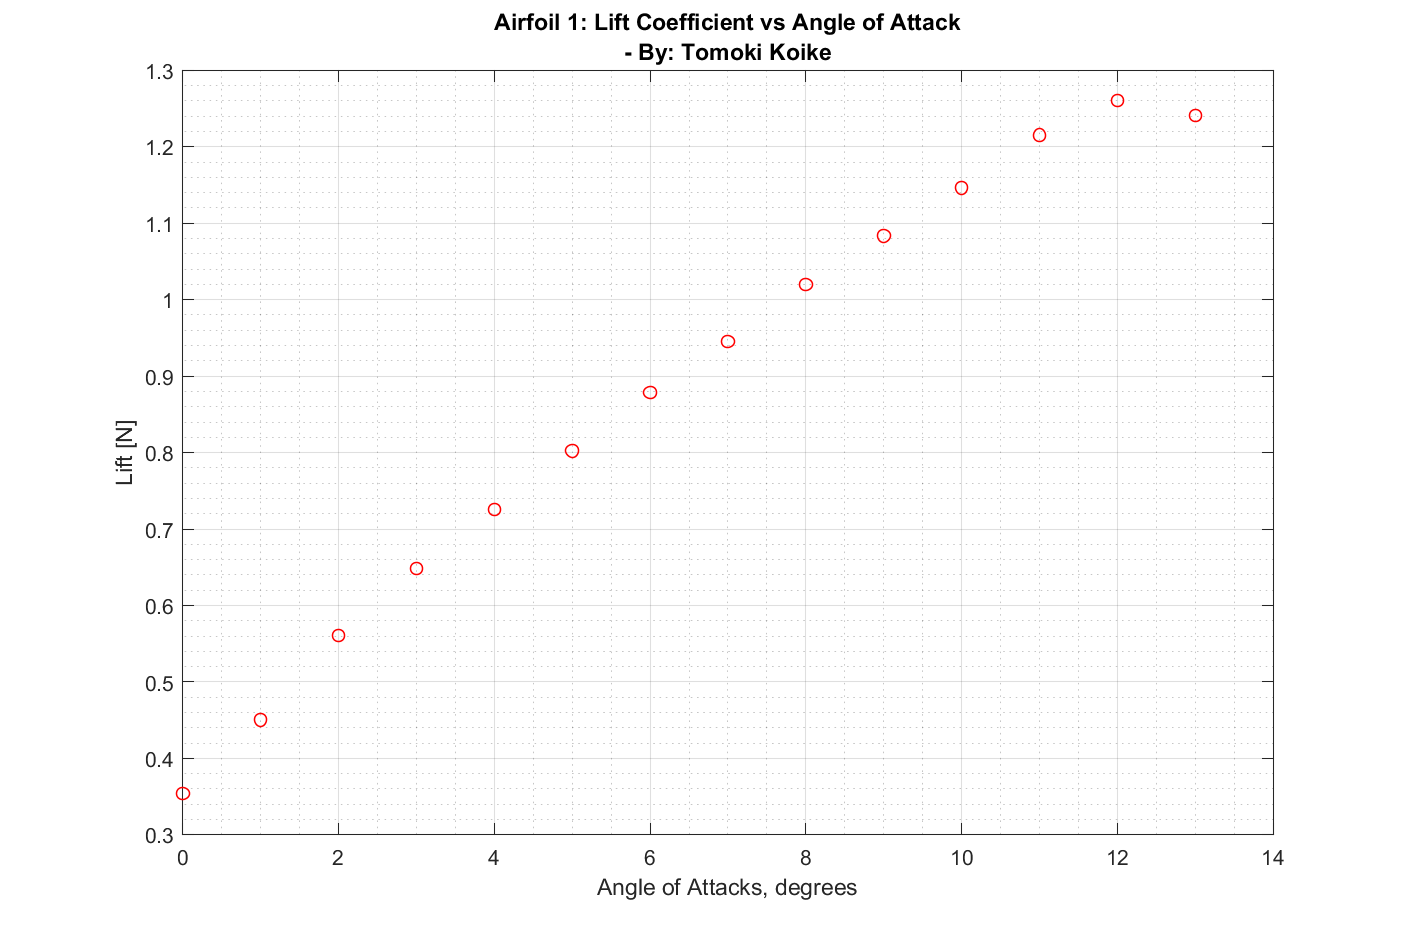 Airfoil 1: Lift Coefficient vs Angle of Attack
- By: Tomoki Koike
1.3
1.2
1.1
1
0.9
0.8
0.7
0.6
0.5
0.4
0.3
Lift [N]
0 2 4 6 8 10 12 14
Angle of Attacks, degrees